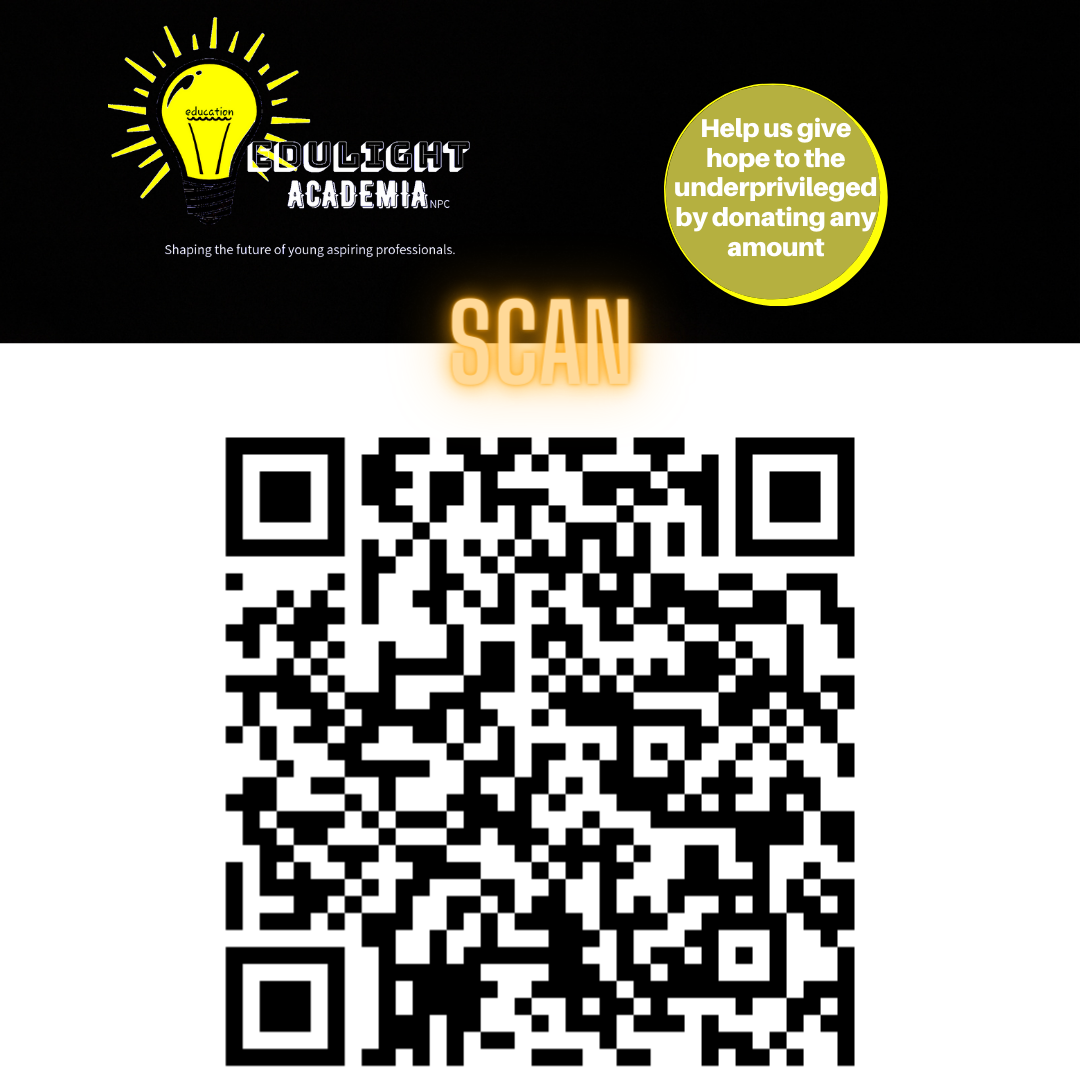 education
EDULIGHT
ACADEMIA NPC
Shaping the future of young aspiring professionals.
Help us give
hope to the
underprivileged
by donating any
amount
SCAN